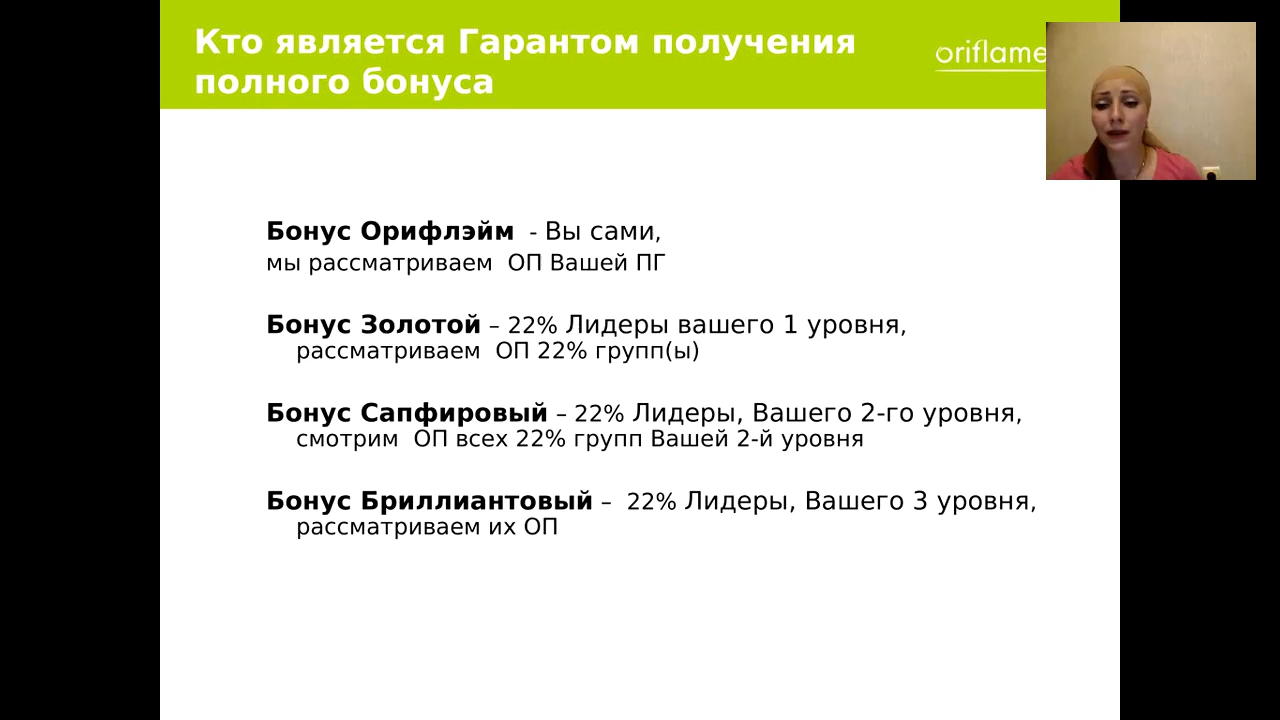 Кто является Гарантом получения
полного бонуса
oriflame
Бонус Орифлэйм - Вы сами,
мы рассматриваем ОП Вашей ПГ
Бонус Золотой – 22% Лидеры вашего 1 уровня,
рассматриваем ОП 22% групп(ы)
Бонус Сапфировый – 22% Лидеры, Вашего 2-го уровня,
смотрим ОП всех 22% групп Вашей 2-й уровня
Бонус Бриллиантовый – 22% Лидеры, Вашего 3 уровня,
рассматриваем их ОП